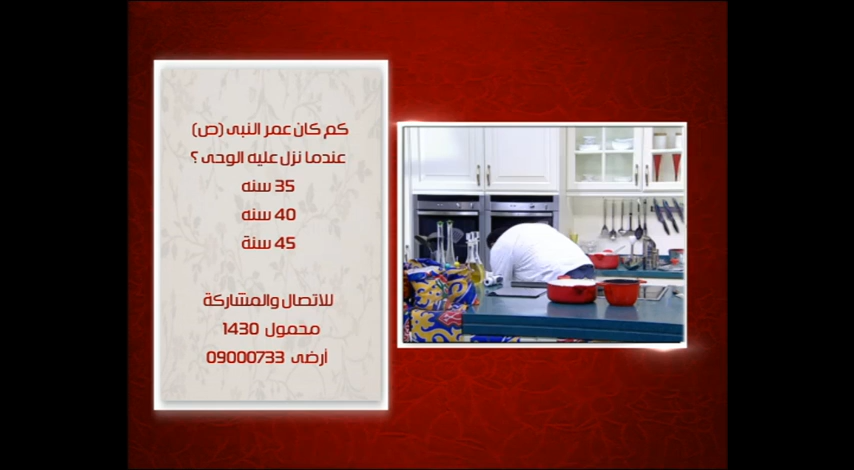 كم كان عمر النبى (ص)
عندما نزل عليه الوحى ؟
35 سنه
40 سنه
45 سنة
للاتصال والمشاركة
محمول 1430
أرضى 09000733